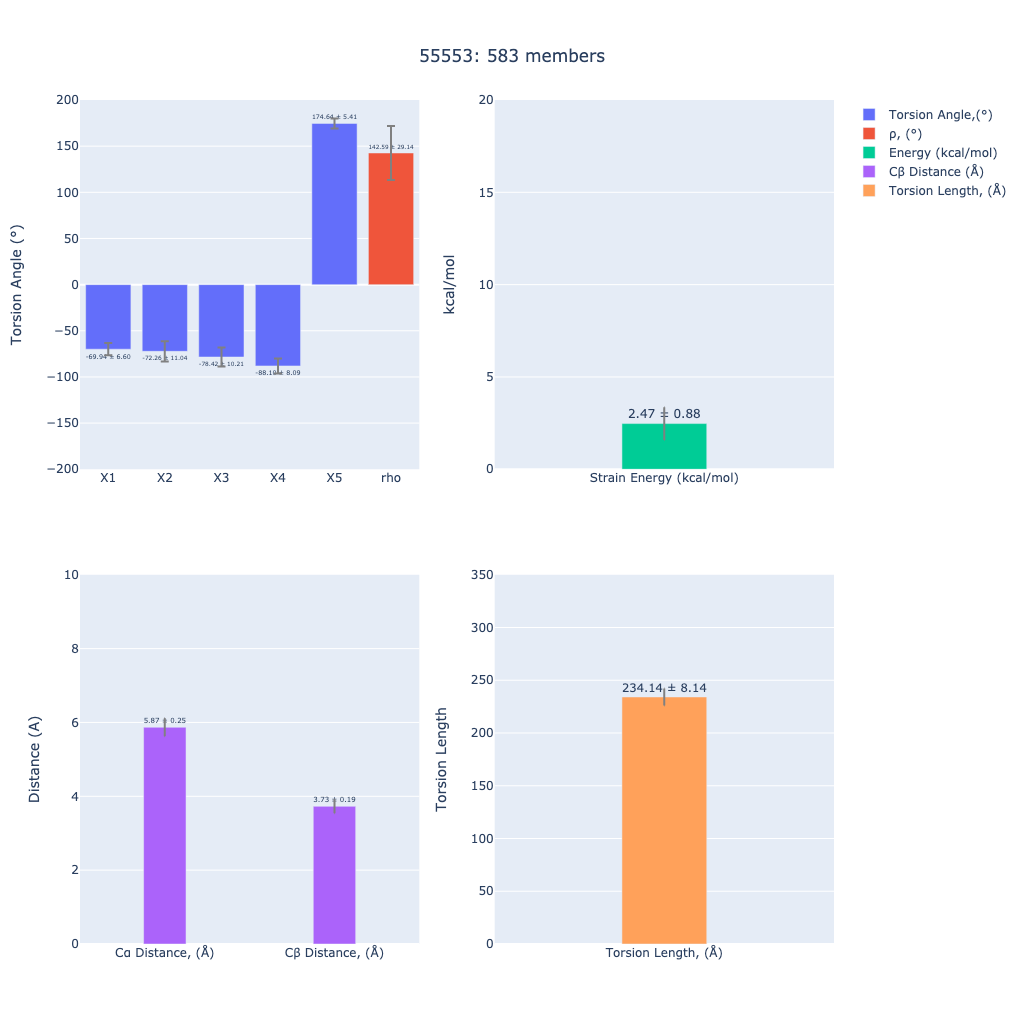 55553: 583 members
Torsion Angle (°)
200
150
100
50
0
−50
−100
−150
−200
-69.94 ± 6.60
-72.26 ± 11.04
-78.42 ± 10.21
± 8.09
174.64 ± 5.41
142.59 ± 29.14
X1 X2 X3 X4 X5 rho
kcal/mol
20
15
10
5
0
2.47 ± 0.88
Strain Energy (kcal/mol)
Torsion Angle,(°)
ρ, (°)
Energy (kcal/mol)
Cβ Distance (Å)
Torsion Length, (Å)
Distance (A)
10
8
6
4
2
0
5.87 ± 0.25
3.73 ± 0.19
Cα Distance, (Å) Cβ Distance, (Å)
Torsion Length
350
300
250
200
150
100
50
0
234.14 ± 8.14
Torsion Length, (Å)